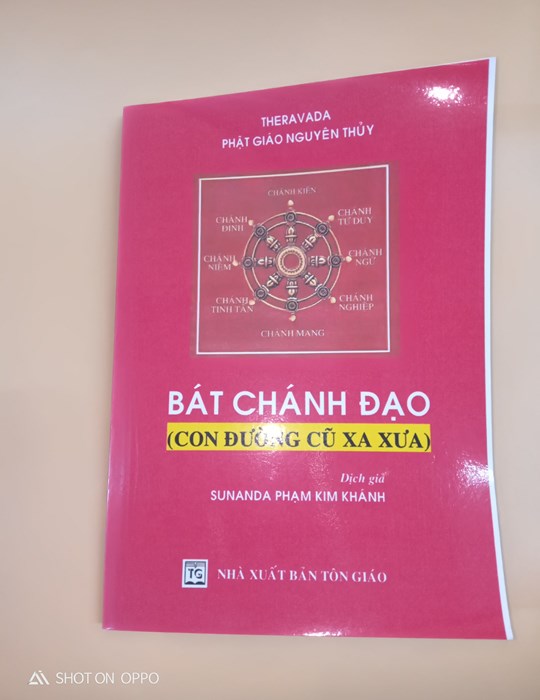 THERAVADA
PHẬT GIÁO NGUYÊN THỦY
CHÁNH KIẾN
CHÁNH
TƯ DUY
CHÁNH
NGỮ
CHÁNH
NGHIỆP
CHÁNH MẠNG
CHÁNH
TINH TẤN
CHÁNH
NIỆM
CHÁNH
ĐỊNH
BÁT CHÁNH ĐẠO
(CON ĐƯỜNG CŨ XA XƯA)
Dịch giả
SUNANDA PHẠM KIM KHÁNH
TG
NHÀ XUẤT BẢN TÔN GIÁO
SHOT ON OPPO